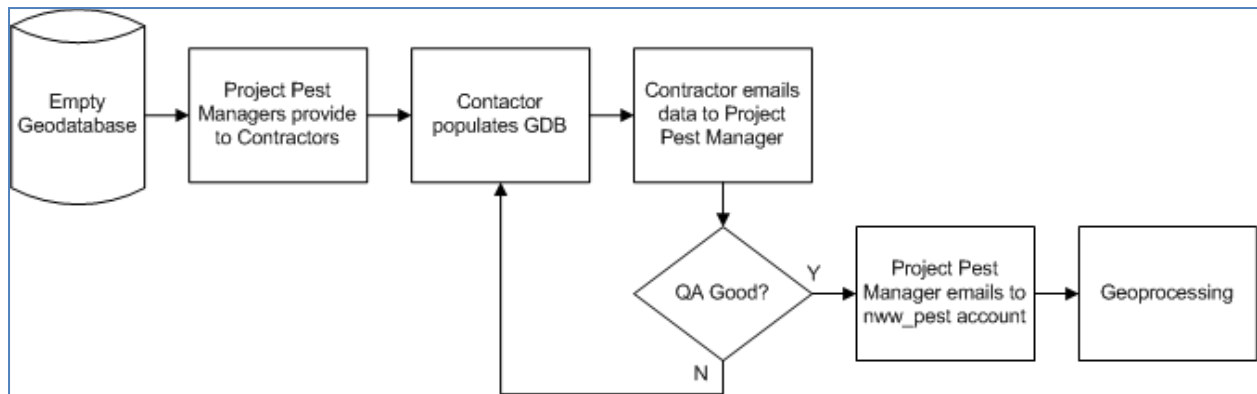 Empty
Geodatabase
Project Pest
Managers provide
to Contractors
Contactor
populates GDB
Contractor emails
data to Project
Pest Manager
QA Good?
Y
N
Project Pest
Manager emails to
nww_pest account
Geoprocessing